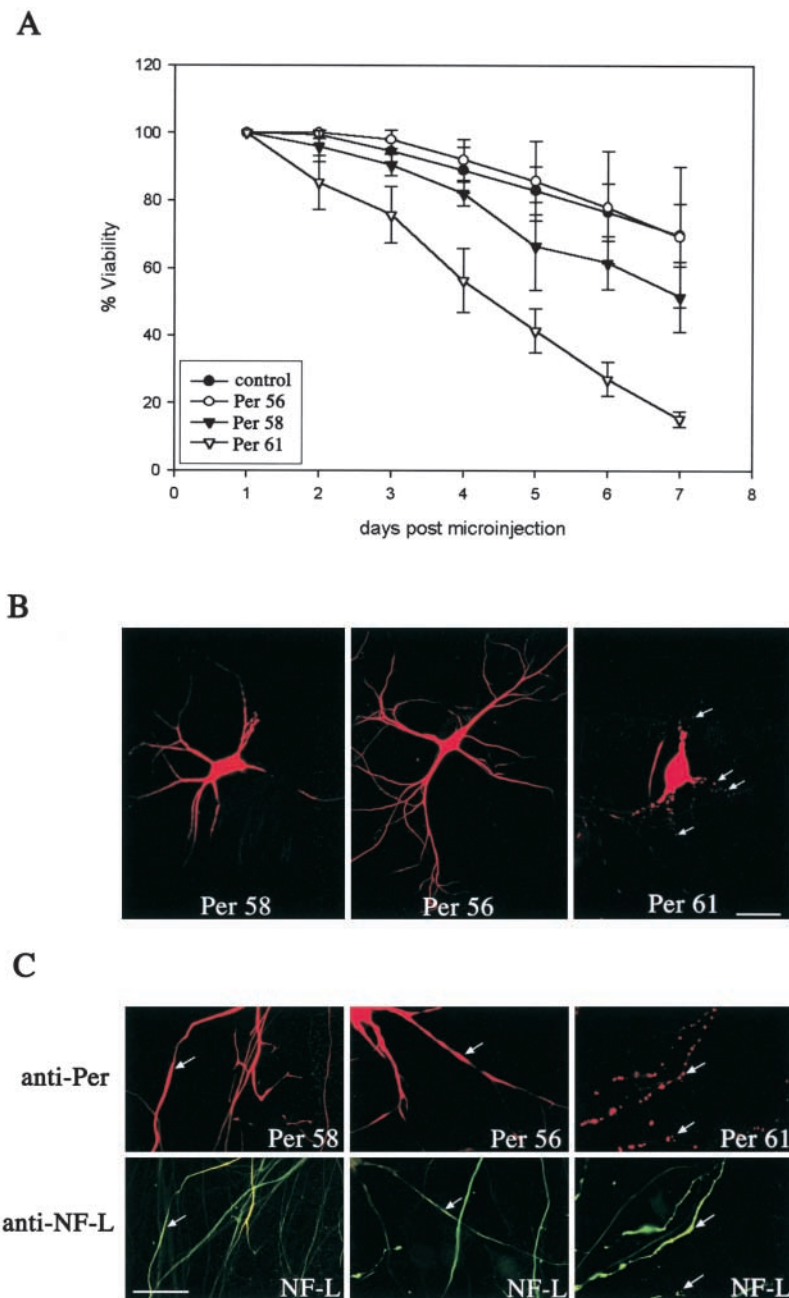 A
120
100
80
60
40
20
0
% Viability
control
Per 56
Per 58
Per 61
0 1 2 3 4 5 6 7 8
days post microinjection
B
Per 58 Per 56 Per 61
C
anti-Per
Per 58 Per 56 Per 61
anti-NF-L
NF-L NF-L NF-L